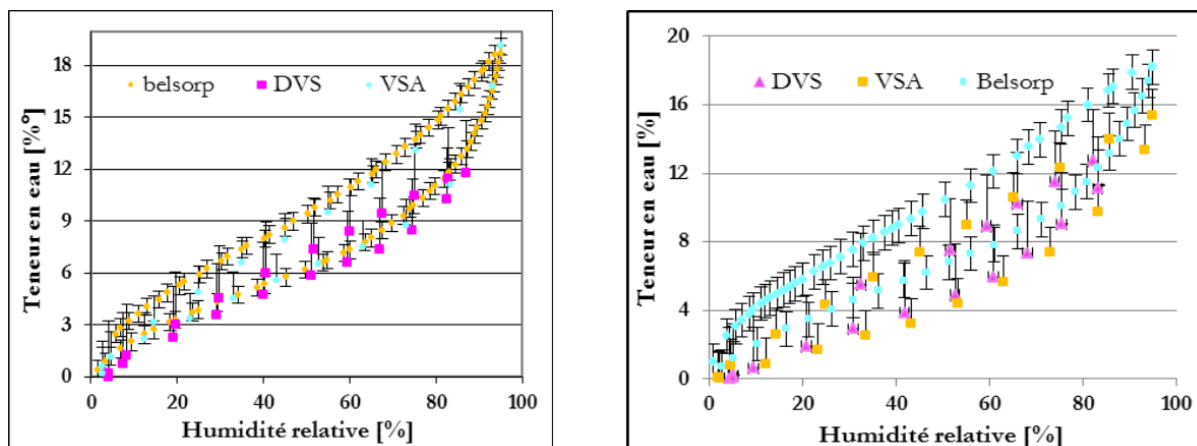 18
15
12
9
6
3
0
Teneur en eau [%°]
belsorp DVS VSA
0 20 40 60 80 100
Humidité relative [%]
20
16
12
8
4
0
Teneur en eau [%]
DVS VSA Belsorp
0 20 40 60 80 100
Humidité relative [%]